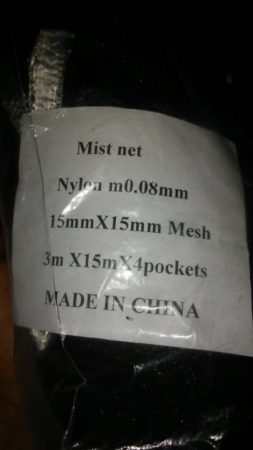 Mist net
Nylon m0.08mm
15mmX15mm Mesh
3m X15mX4pockets
MADE IN CHINA